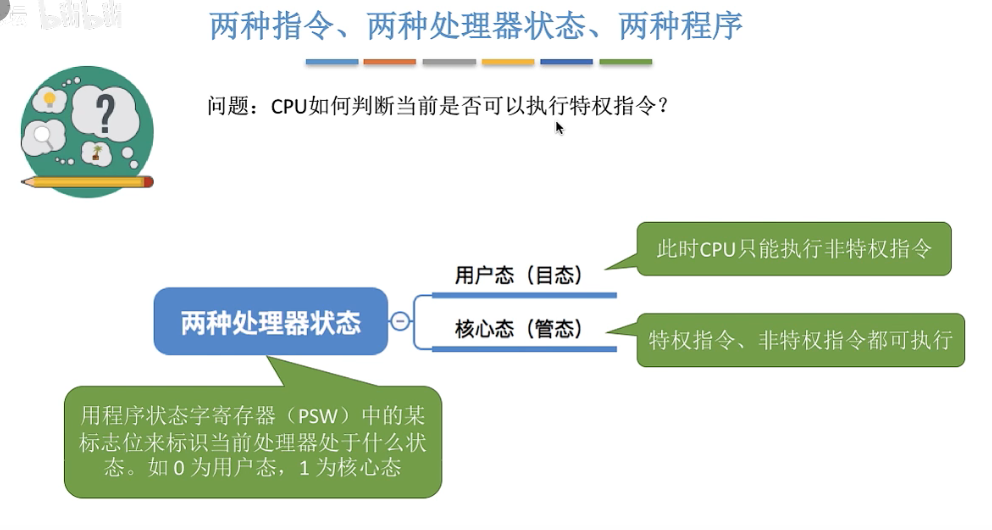 bilibili
两种指令、两种处理器状态、两种程序
问题：CPU如何判断当前是否可以执行特权指令？
?
此时CPU只能执行非特权指令
用户态（目态）
两种处理器状态
核心态（管态）
特权指令、非特权指令都可执行
用程序状态字寄存器（PSW）中的某
标志位来标识当前处理器处于什么状
态。如 0 为用户态，1 为核心态